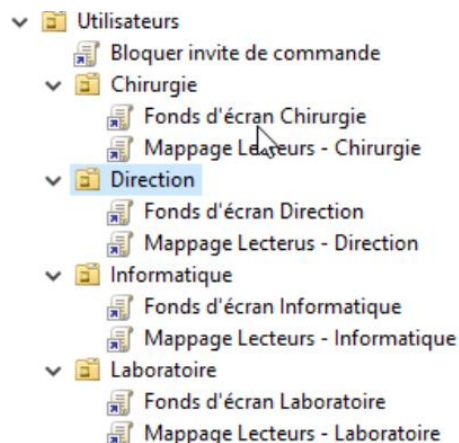 Utilisateurs
Bloquer invite de commande
Chirurgie
Fonds d'écran Chirurgie
Mappage Lecteurs - Chirurgie
Direction
Fonds d'écran Direction
Mappage Lecterus - Direction
Informatique
Fonds d'écran Informatique
Mappage Lecteurs - Informatique
Laboratoire
Fonds d'écran Laboratoire
Mappage Lecteurs - Laboratoire